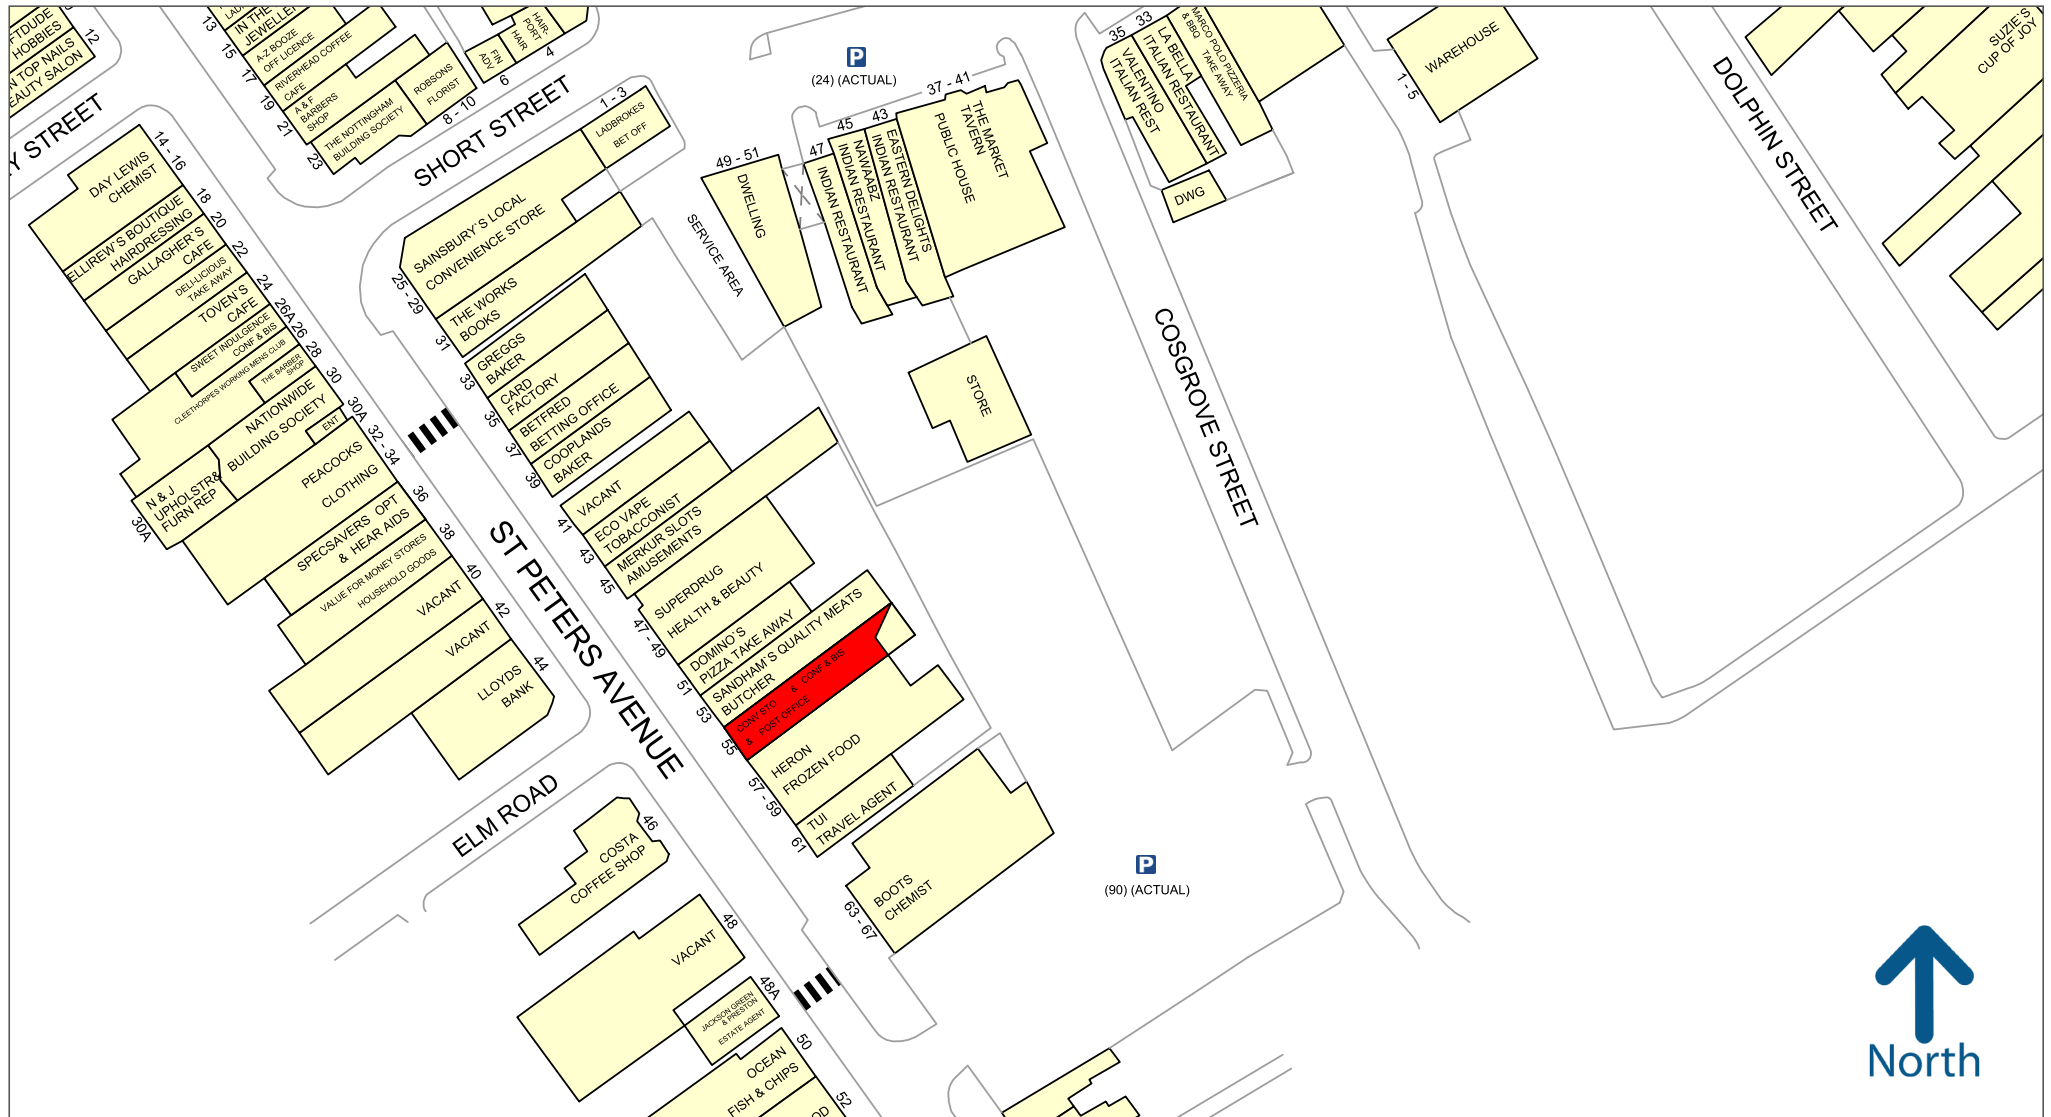 FTDUDE
HOBBIES
12
N TOP NAILS
EAUTY SALON
Y STREET
13
IN THE
JEWELLER
15
A-Z BOOZE
OFF LICENCE
17
RIVERHEAD COFFEE
CAFE
19
A & F
BARBERS
SHOP
21
THE NOTTINGHAM
BUILDING SOCIETY
23
ROBSONS
FLORIST
8 - 10
FIN
ADV
6
HAIR
HAIR-
PORT
4
SHORT STREET
1 - 3
LADBROKES
BET OFF
14 - 16
DAY LEWIS
CHEMIST
18
ELLIREW'S BOUTIQUE
HAIRDRESSING
20
GALLAGHER'S
CAFE
22
DELI-LICIOUS
TAKE AWAY
24
TOVEN'S
CAFE
26A
SWEET INDULGENCE
CONF & BIS
26
CLEETHORPES WORKING MENS CLUB
28
THE BARBER
SHOP
30
NATIONWIDE
BUILDING SOCIETY
30A
ENT
N & J
UPHOLSTR&
FURN REP
30A
32 - 34
PEACOCKS
CLOTHING
36
SPECSAVERS OPT
& HEAR AIDS
38
VALUE FOR MONEY STORES
HOUSEHOLD GOODS
40
VACANT
42
VACANT
44
LLOYDS
BANK
ELM ROAD
46
COSTA
COFFEE SHOP
48
VACANT
48A
JACKSON GREEN
& PRESTON
ESTATE AGENT
50
OCEAN
FISH & CHIPS
52
OD
ST PETERS AVENUE
SAINSBURY'S LOCAL
CONVENIENCE STORE
25 - 29
THE WORKS
BOOKS
31
GREGGS
BAKER
33
CARD
FACTORY
35
BETFRED
BETTING OFFICE
37
COOPLANDS
BAKER
39
VACANT
41
ECO VAPE
TOBACCONIST
43
MERKUR SLOTS
AMUSEMENTS
45
SUPERDRUG
HEALTH & BEAUTY
47 - 49
DOMINO'S
PIZZA TAKE AWAY
51
SANDHAM'S QUALITY MEATS
BUTCHER
53
CONV STO & CONF & BIS
& POST OFFICE
55
HERON
FROZEN FOOD
57 - 59
TUI
TRAVEL AGENT
61
BOOTS
CHEMIST
63 - 67
P
(24) (ACTUAL)
49 - 51
DWELLING
SERVICE AREA
47
INDIAN RESTAURANT
45
NAWAABZ
INDIAN RESTAURANT
43
EASTERN DELIGHTS
INDIAN RESTAURANT
37 - 41
THE MARKET
TAVERN
PUBLIC HOUSE
STORE
35
VALENTINO
ITALIAN REST
33
LA BELLA
ITALIAN RESTAURANT
MARCO POLO PIZZERIA
& BBQ TAKE AWAY
DWG
COSGROVE STREET
1 - 5
WAREHOUSE
DOLPHIN STREET
SUZIE'S
CUP OF JOY
P
(90) (ACTUAL)
North